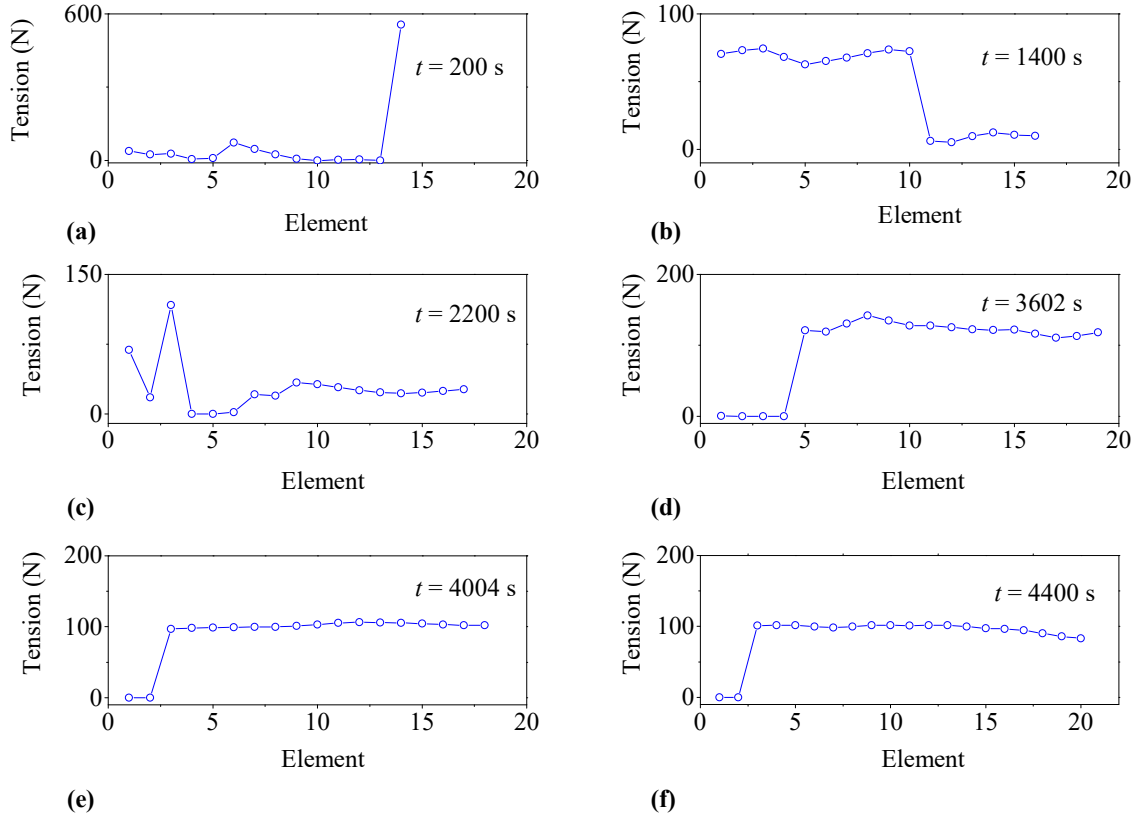 600
Tension (N)
t = 200 s
0
0 5 10 15 20
Element
(a)
100
Tension (N)
t = 1400 s
0
0 5 10 15 20
Element
(b)
150
Tension (N)
t = 2200 s
0
0 5 10 15 20
Element
(c)
200
Tension (N)
t = 3602 s
0
0 5 10 15 20
Element
(d)
200
Tension (N)
t = 4004 s
100
0
0 5 10 15 20
Element
(e)
200
Tension (N)
t = 4400 s
100
0
0 5 10 15 20
Element
(f)